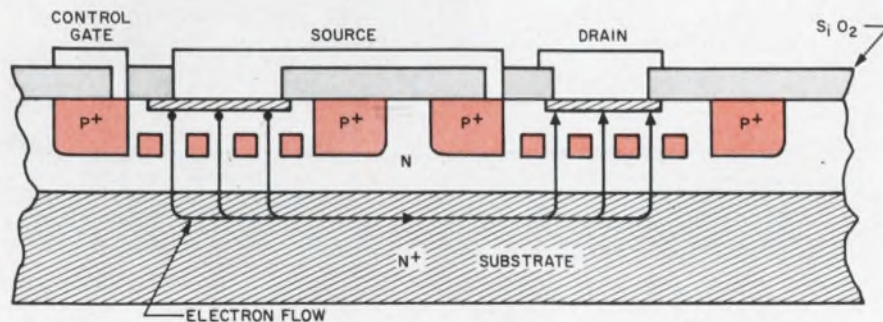 CONTROL
GATE
SOURCE
DRAIN
Si O2
P+
P+
P+
P+
N
N+ SUBSTRATE
ELECTRON FLOW